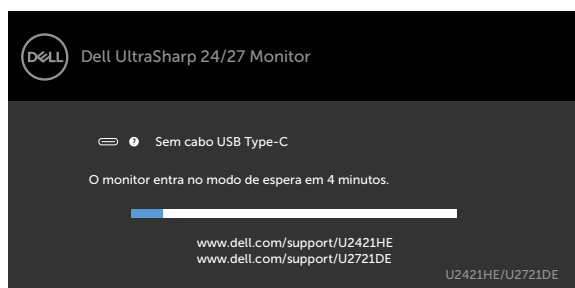 DELL
Dell UltraSharp 24/27 Monitor
? Sem cabo USB Type-C
O monitor entra no modo de espera em 4 minutos.
www.dell.com/support/U2421HE
www.dell.com/support/U2721DE
U2421HE/U2721DE